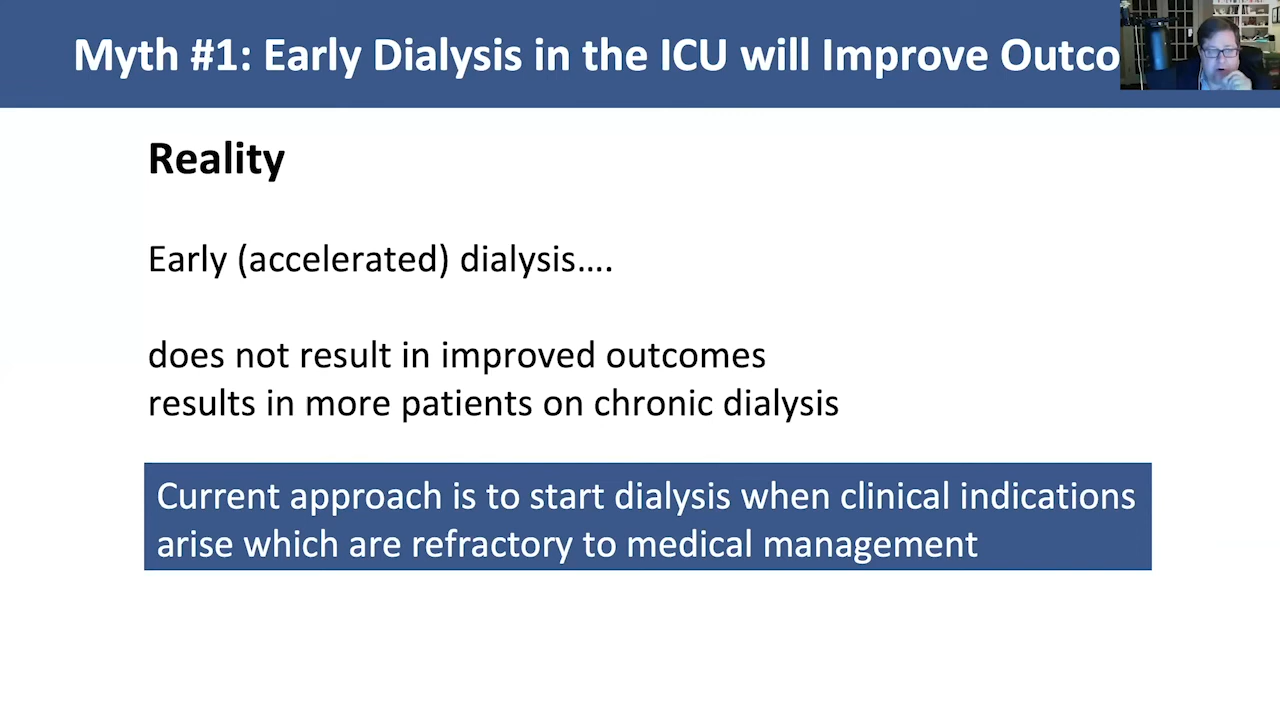 Myth #1: Early Dialysis in the ICU will Improve Outco
Reality
Early (accelerated) dialysis....
does not result in improved outcomes
results in more patients on chronic dialysis
Current approach is to start dialysis when clinical indications
arise which are refractory to medical management